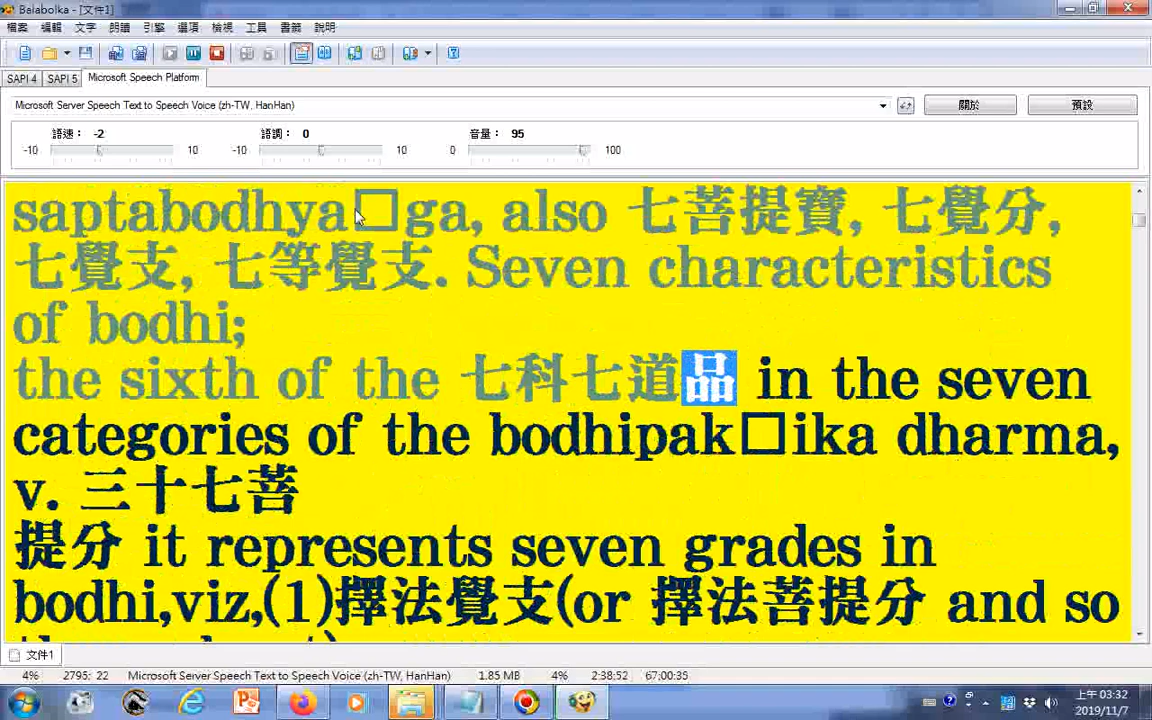 Balabolka - [文件1]
檔案 編輯 文字 朗讀 引擎 選項 檢視 工具 書籤 說明
SAPI 4 SAPI 5 Microsoft Speech Platform
Microsoft Server Speech Text to Speech Voice (zh-TW, HanHan) 關於 預設
語速： -2 語調： 0 音量： 95
-10 10 -10 10 0 100
saptabodhya□ga, also 七菩提寶, 七覺分,
七覺支, 七等覺支. Seven characteristics
of bodhi;
the sixth of the 七科七道品 in the seven
categories of the bodhipak□ika dharma,
v. 三十七菩
提分 it represents seven grades in
bodhi,viz,(1)擇法覺支(or 擇法菩提分 and so
文件1
4% 2795: 22 Microsoft Server Speech Text to Speech Voice (zh-TW, HanHan) 1.85 MB 4% 2:38:52 67:00:35
上午 03:32
2019/11/7